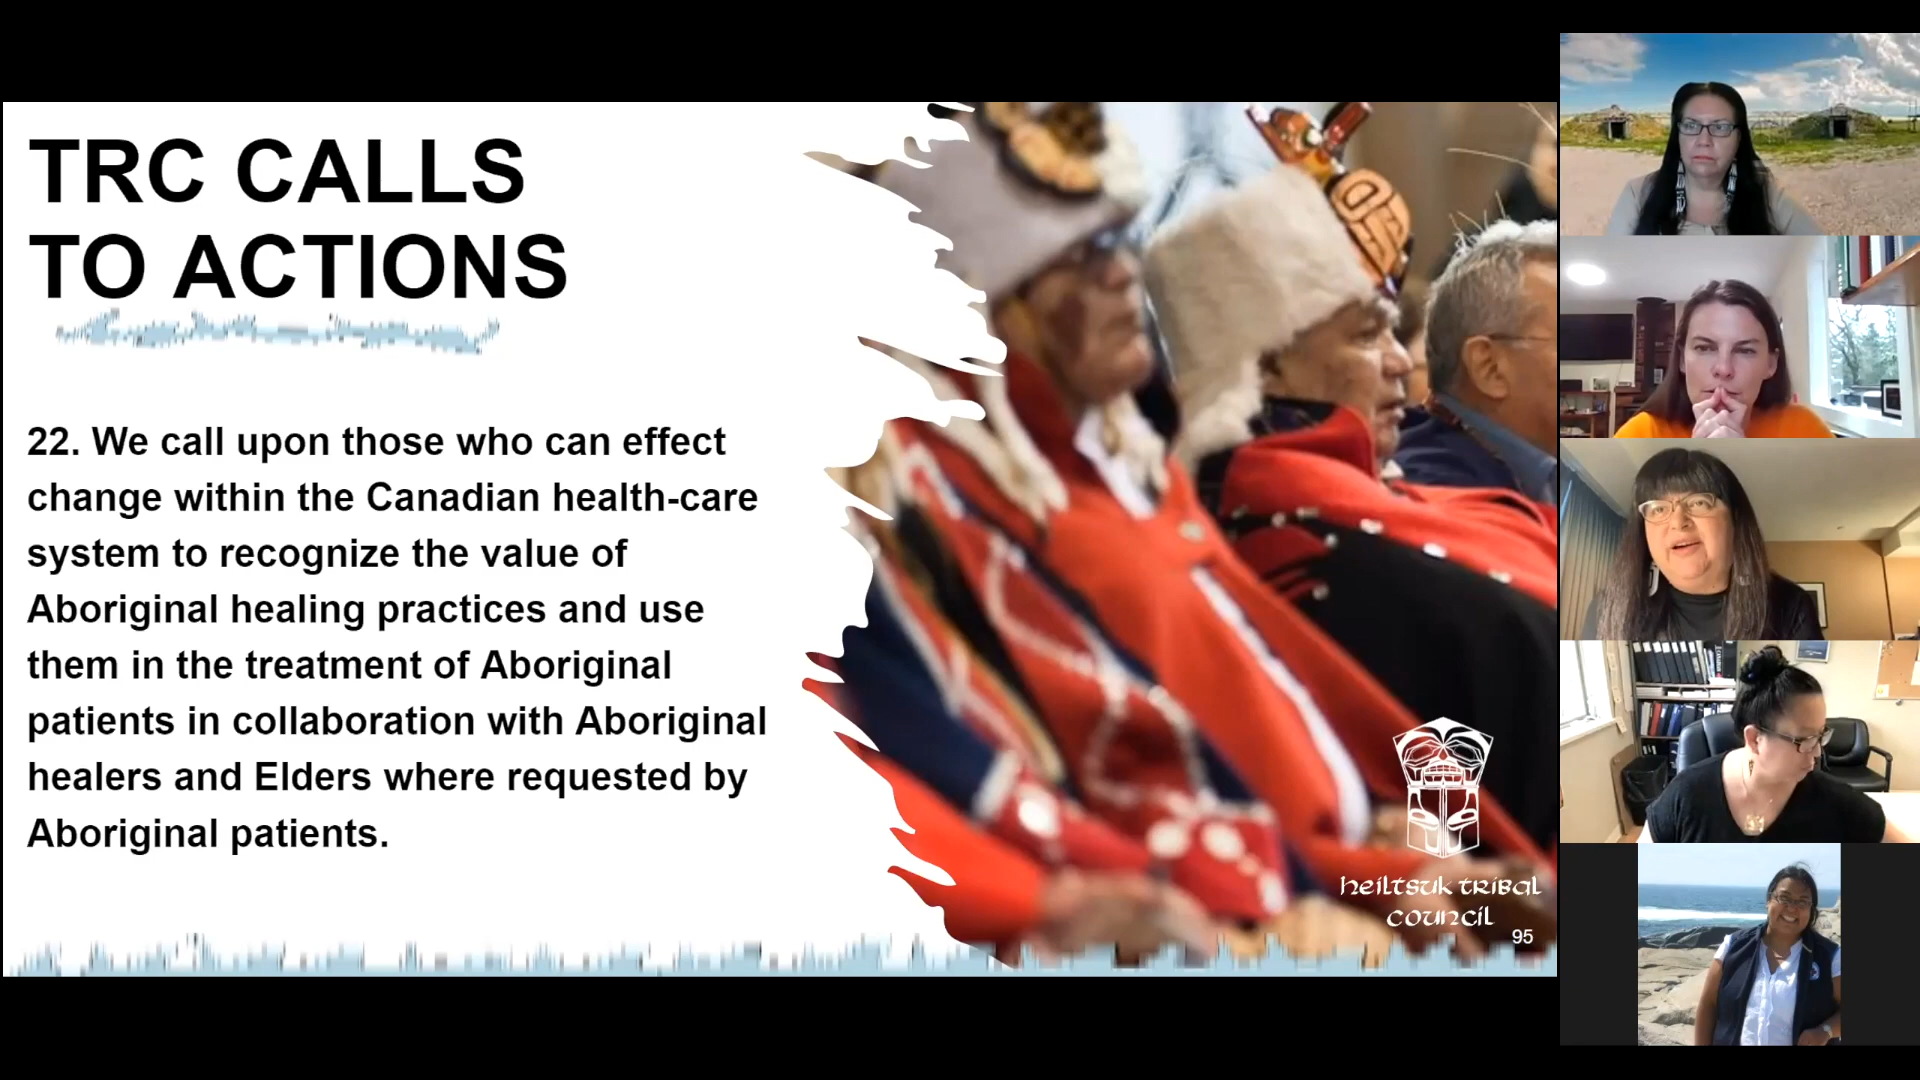 TRC CALLS
TO ACTIONS
22. We call upon those who can effect
change within the Canadian health-care
system to recognize the value of
Aboriginal healing practices and use
them in the treatment of Aboriginal
patients in collaboration with Aboriginal
healers and Elders where requested by
Aboriginal patients.
Heiltsuk Tribal
Council
95